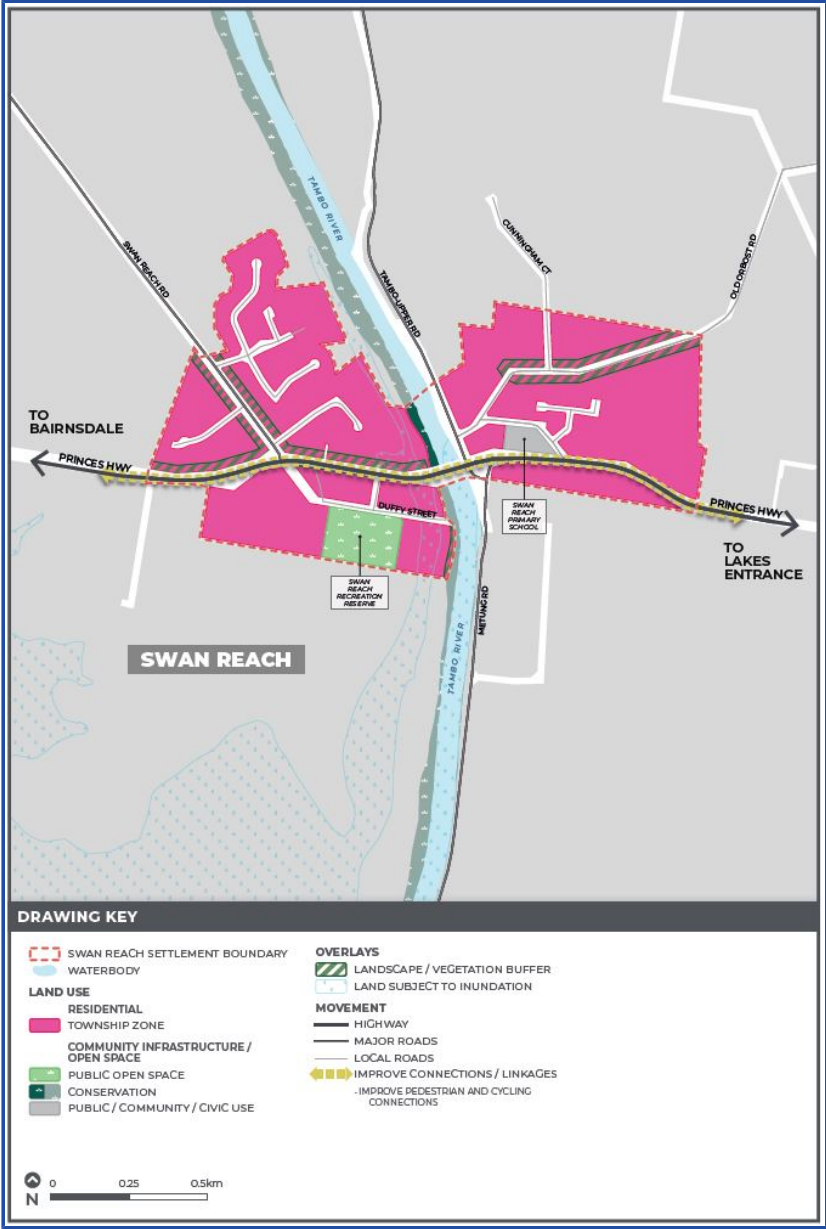 TAMBO RIVER
SWAN REACH RD
TAMBO UPPER RD
CUNNINGHAM CT
OLD ORBOST RD
TO
BAIRNSDALE
PRINCES HWY
DUFFY STREET
SWAN
REACH
PRIMARY
SCHOOL
PRINCES HWY
TO
LAKES
ENTRANCE
SWAN
REACH
RECREATION
RESERVE
METUNG RD
TAMBO RIVER
SWAN REACH
DRAWING KEY
SWAN REACH SETTLEMENT BOUNDARY
WATERBODY
LAND USE
RESIDENTIAL
TOWNSHIP ZONE
COMMUNITY INFRASTRUCTURE /
OPEN SPACE
PUBLIC OPEN SPACE
CONSERVATION
PUBLIC / COMMUNITY / CIVIC USE
OVERLAYS
LANDSCAPE / VEGETATION BUFFER
LAND SUBJECT TO INUNDATION
MOVEMENT
HIGHWAY
MAJOR ROADS
LOCAL ROADS
IMPROVE CONNECTIONS / LINKAGES
- IMPROVE PEDESTRIAN AND CYCLING
CONNECTIONS
N
0 0.25 0.5km